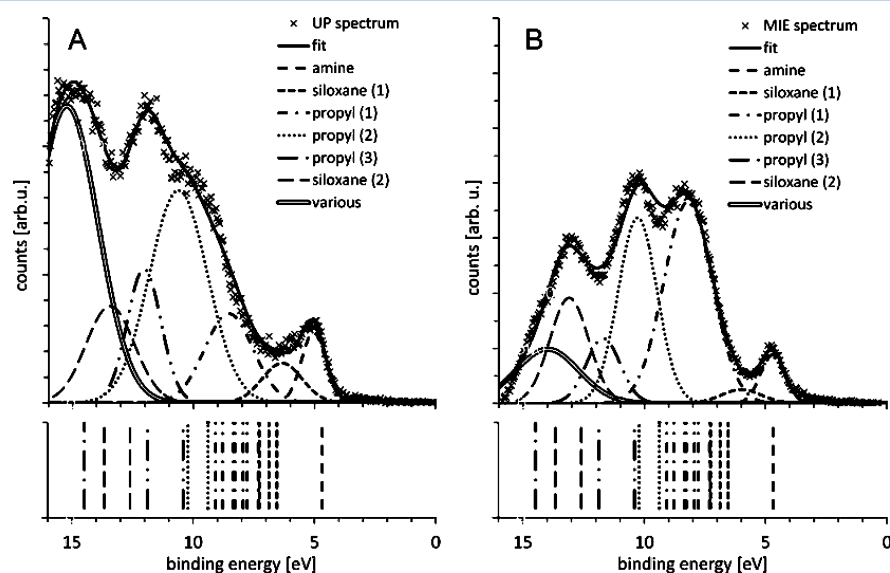 A
UP spectrum
fit
amine
siloxane (1)
propyl (1)
propyl (2)
propyl (3)
siloxane (2)
various
counts [arb.u.]
15 10 5 0
binding energy [eV]
B
MIE spectrum
fit
amine
siloxane (1)
propyl (1)
propyl (2)
propyl (3)
siloxane (2)
various
counts [arb. u.]
15 10 5 0
binding energy [eV]